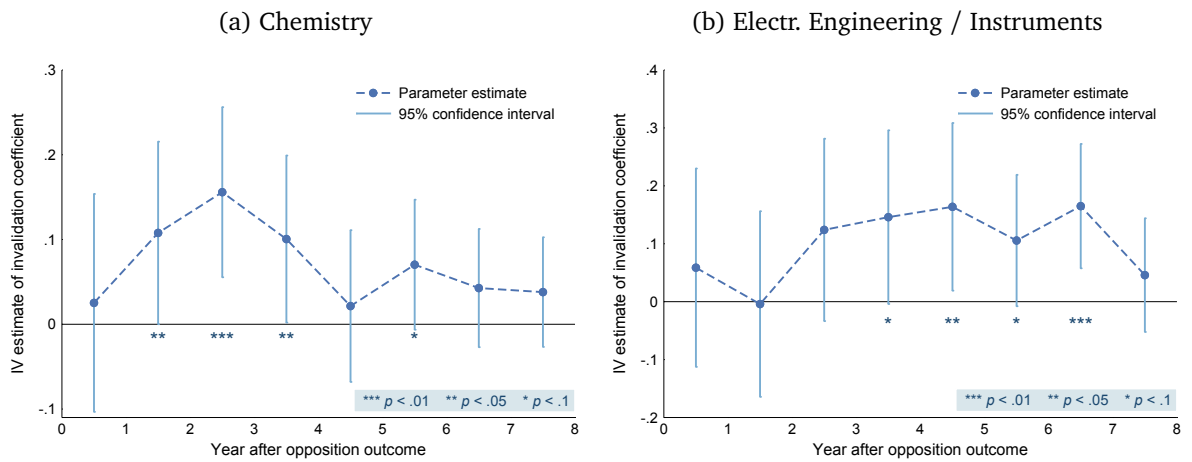 (a) Chemistry
.3
.2
.1
0
-.1
IV estimate of invalidation coefficient
Parameter estimate
95% confidence interval
** *** ** *
*** p < .01 ** p < .05 * p < .1
0 1 2 3 4 5 6 7 8
Year after opposition outcome
(b) Electr. Engineering / Instruments
.4
.3
.2
.1
0
-.1
-.2
IV estimate of invalidation coefficient
Parameter estimate
95% confidence interval
* ** * ***
*** p < .01 ** p < .05 * p < .1
0 1 2 3 4 5 6 7 8
Year after opposition outcome